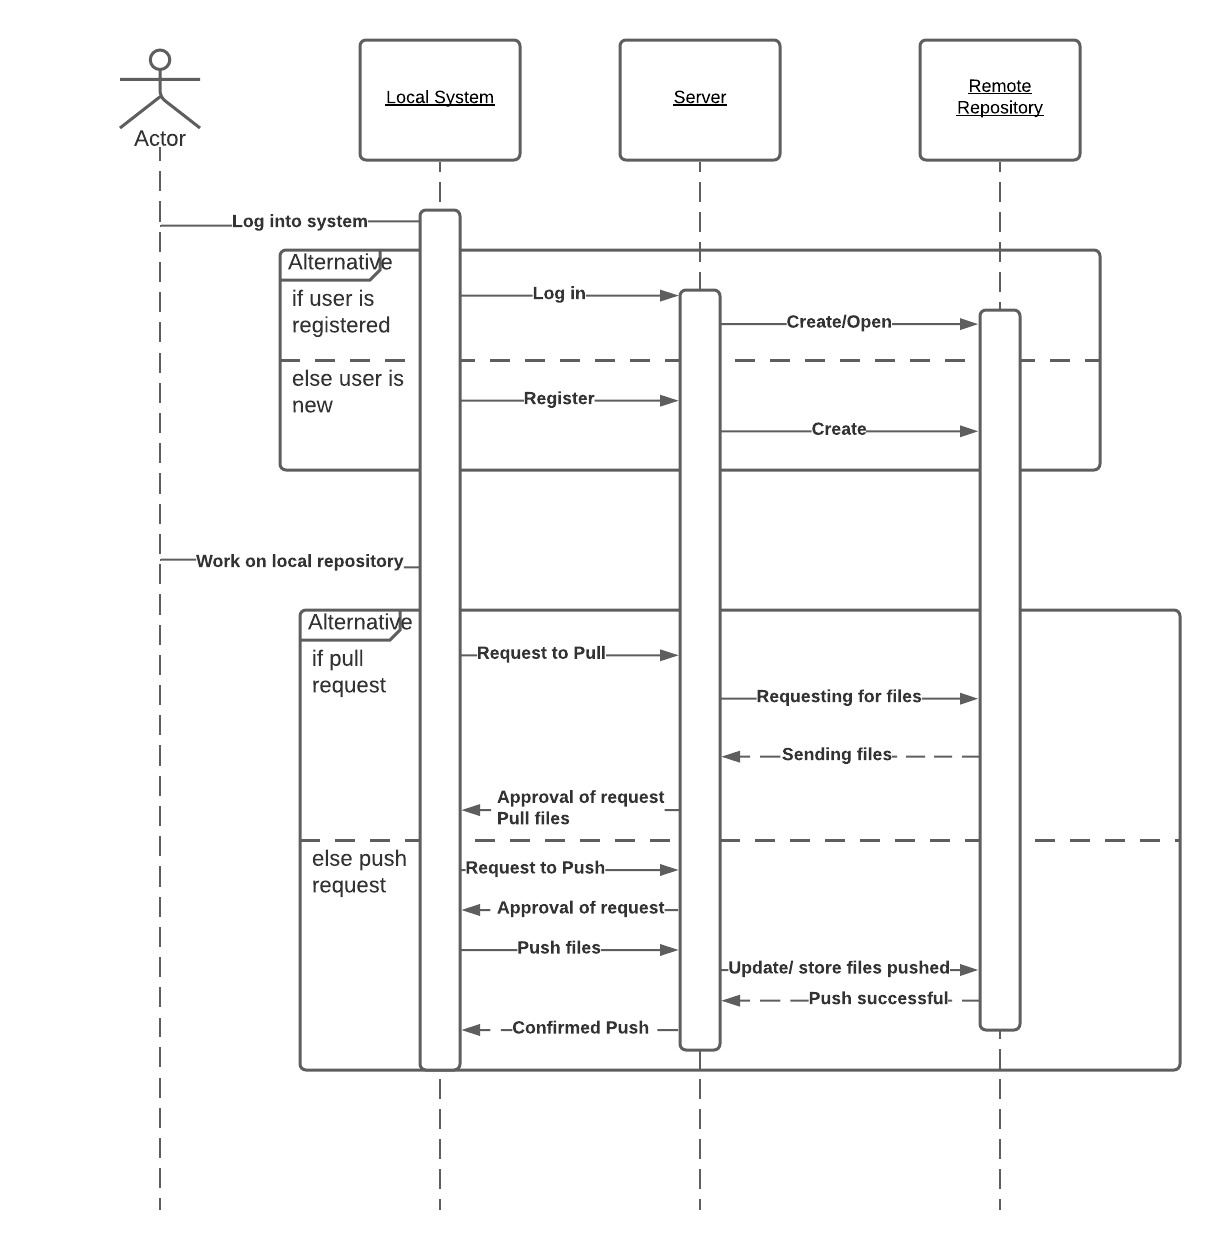 Actor
Local System
Server
Remote
Repository
Log into system
Alternative
if user is
registered
Log in
Create/Open
else user is
new
Register
Create
Work on local repository
Alternative
if pull
request
Request to Pull
Requesting for files
Sending files
Approval of request
Pull files
else push
request
Request to Push
Approval of request
Push files
Update/ store files pushed
Push successful
Confirmed Push